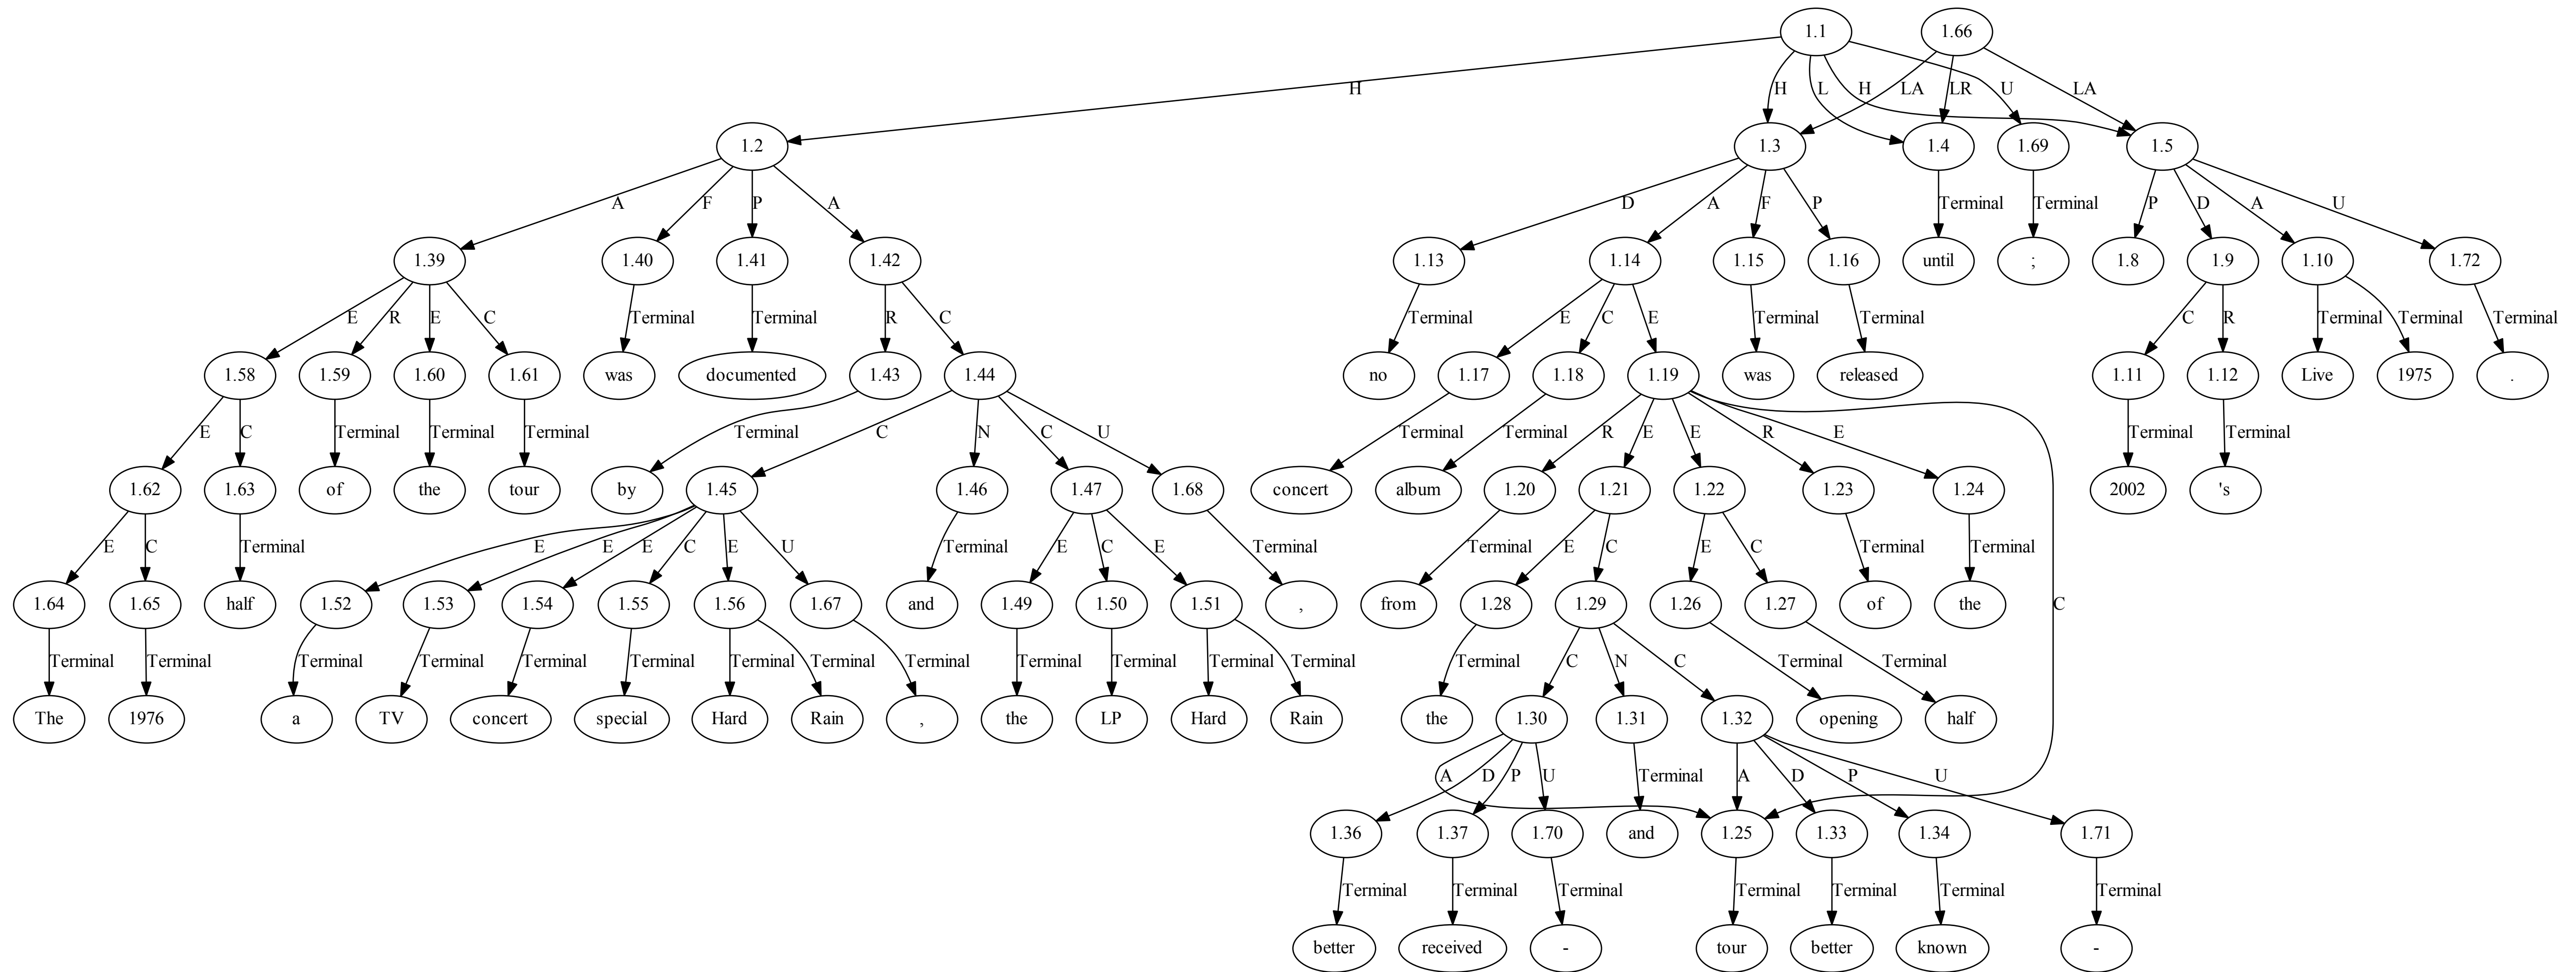 1.1 1.66
H H L H U LA LR LA
1.2 1.3 1.4 1.69 1.5
A F P A D A F P Terminal Terminal P D A U
1.39 1.40 1.41 1.42 1.13 1.14 1.15 1.16 until ; 1.8 1.9 1.10 1.72
E R E C Terminal Terminal R C Terminal E C E Terminal Terminal C R Terminal Terminal Terminal
1.58 1.59 1.60 1.61 was documented 1.43 1.44 no 1.17 1.18 1.19 was released 1.11 1.12 Live 1975 .
E C Terminal Terminal Terminal Terminal C N C U Terminal Terminal R E E R E Terminal Terminal
1.62 1.63 of the tour by 1.45 1.46 1.47 1.68 concert album 1.20 1.21 1.22 1.23 1.24 2002 's
E C Terminal E E E C E U Terminal E C E Terminal Terminal E C E C Terminal Terminal C
1.64 1.65 half 1.52 1.53 1.54 1.55 1.56 1.67 and 1.49 1.50 1.51 , from 1.28 1.29 1.26 1.27 of the
Terminal Terminal Terminal Terminal Terminal Terminal Terminal Terminal Terminal Terminal Terminal Terminal Terminal Terminal C N C Terminal Terminal
The 1976 a TV concert special Hard Rain , the LP Hard Rain the 1.30 1.31 1.32 opening half
A D P U Terminal A D P U
1.36 1.37 1.70 and 1.25 1.33 1.34 1.71
Terminal Terminal Terminal Terminal Terminal Terminal Terminal
better received - tour better known -